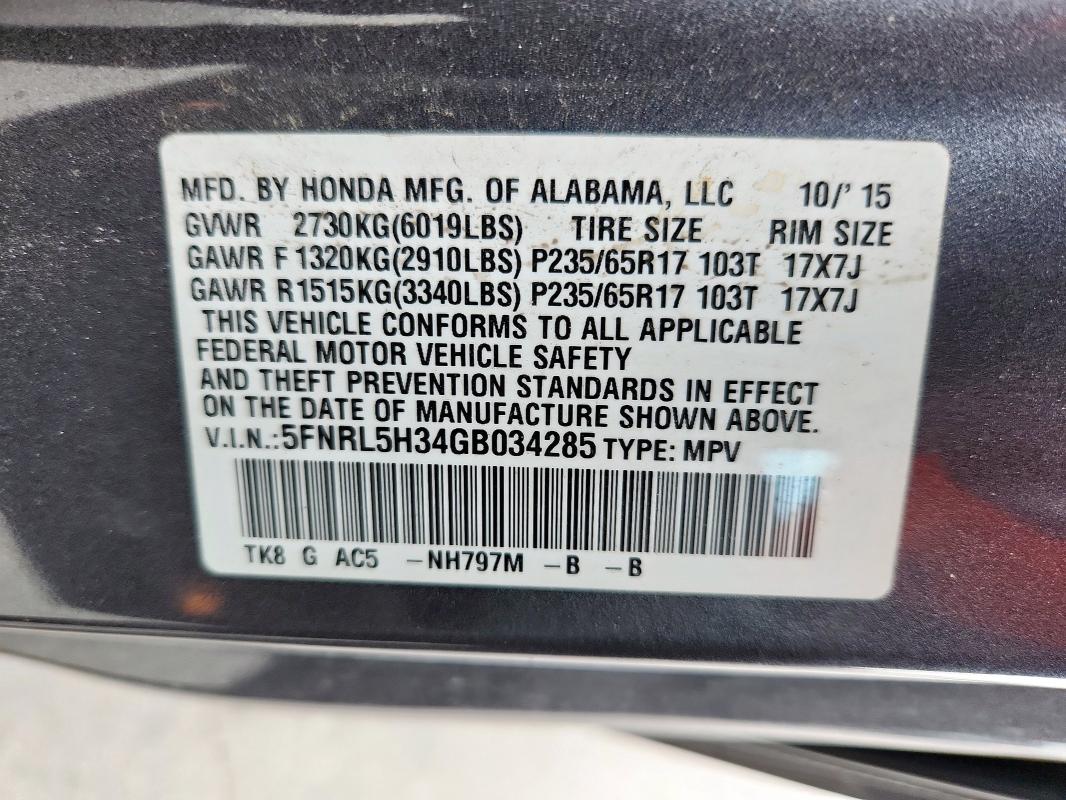 MFD. BY HONDA MFG. OF ALABAMA, LLC 10/' 15
GVWR 2730KG(6019LBS) TIRE SIZE RIM SIZE
GAWR F 1320KG(2910LBS) P235/65R17 103T 17X7J
GAWR R1515KG(3340LBS) P235/65R17 103T 17X7J
THIS VEHICLE CONFORMS TO ALL APPLICABLE
FEDERAL MOTOR VEHICLE SAFETY
AND THEFT PREVENTION STANDARDS IN EFFECT
ON THE DATE OF MANUFACTURE SHOWN ABOVE.
V.I.N.:5FNRL5H34GB034285 TYPE: MPV
TK8 G AC5 -NH797M -B -B